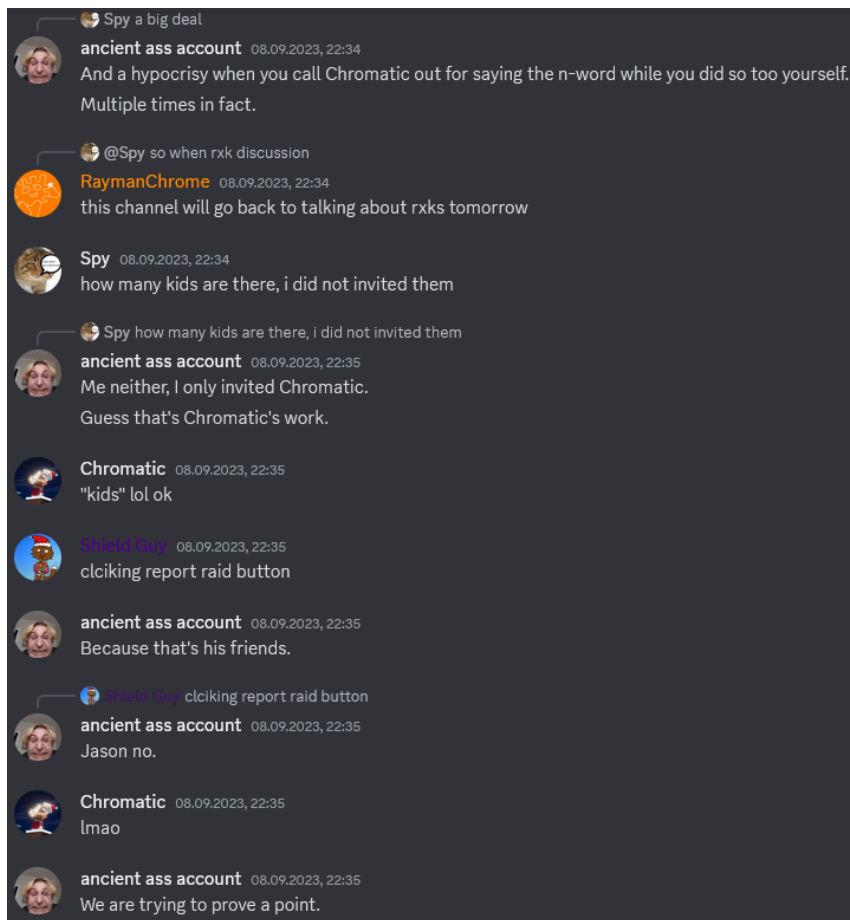 Spy a big deal
ancient ass account 08.09.2023, 22:34
And a hypocrisy when you call Chromatic out for saying the n-word while you did so too yourself.
Multiple times in fact.
@Spy so when rxk discussion
RaymanChrome 08.09.2023, 22:34
this channel will go back to talking about rxks tomorrow
Spy 08.09.2023, 22:34
how many kids are there, i did not invited them
Spy how many kids are there, i did not invited them
ancient ass account 08.09.2023, 22:35
Me neither, I only invited Chromatic.
Guess that's Chromatic's work.
Chromatic 08.09.2023, 22:35
"kids" lol ok
Shield Guy 08.09.2023, 22:35
clciking report raid button
ancient ass account 08.09.2023, 22:35
Because that's his friends.
Shield Guy clciking report raid button
ancient ass account 08.09.2023, 22:35
Jason no.
Chromatic 08.09.2023, 22:35
lmao
ancient ass account 08.09.2023, 22:35
We are trying to prove a point.